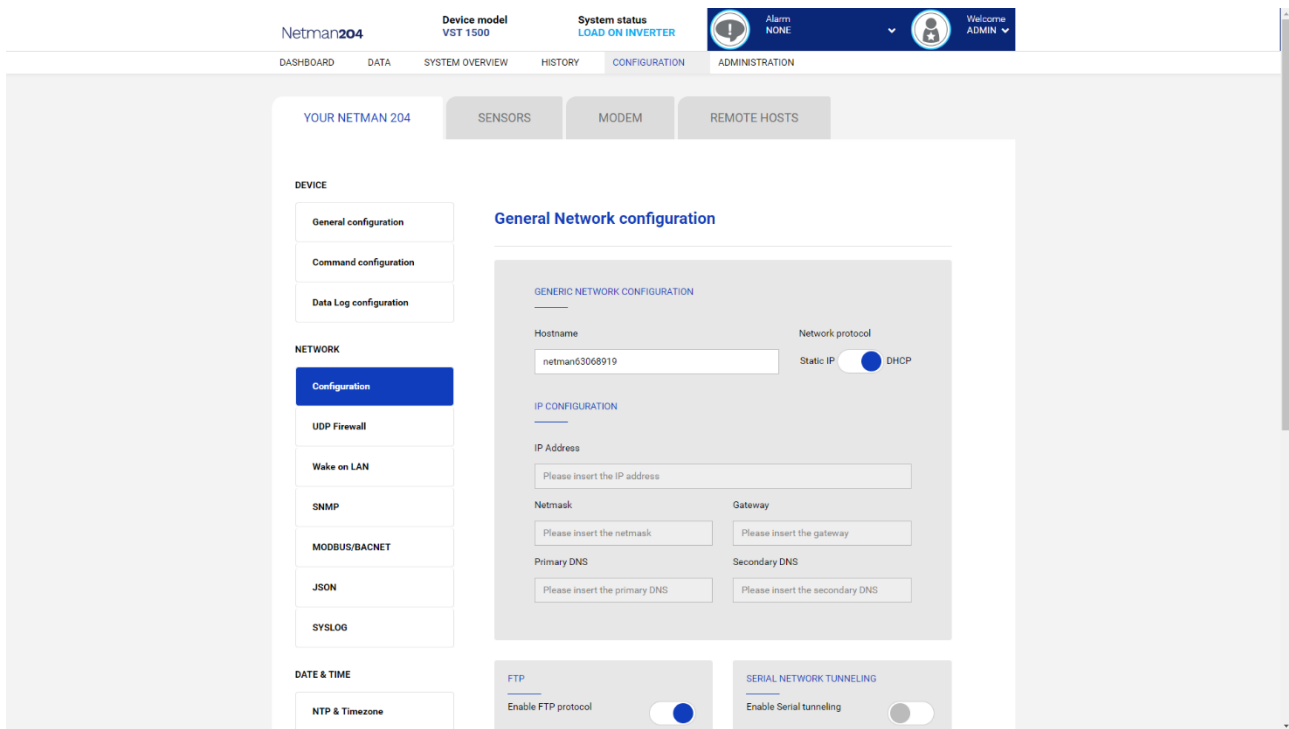 Netman204
Device model
VST 1500
System status
LOAD ON INVERTER
Alarm
NONE
Welcome
ADMIN
DASHBOARD DATA SYSTEM OVERVIEW HISTORY CONFIGURATION ADMINISTRATION
YOUR NETMAN 204 SENSORS MODEM REMOTE HOSTS
DEVICE
General configuration
Command configuration
Data Log configuration
NETWORK
Configuration
UDP Firewall
Wake on LAN
SNMP
MODBUS/BACNET
JSON
SYSLOG
DATE & TIME
NTP & Timezone
General Network configuration
GENERIC NETWORK CONFIGURATION
Hostname Network protocol
netman63068919 Static IP DHCP
IP CONFIGURATION
IP Address
Please insert the IP address
Netmask Gateway
Please insert the netmask Please insert the gateway
Primary DNS Secondary DNS
Please insert the primary DNS Please insert the secondary DNS
FTP
Enable FTP protocol
SERIAL NETWORK TUNNELING
Enable Serial tunneling